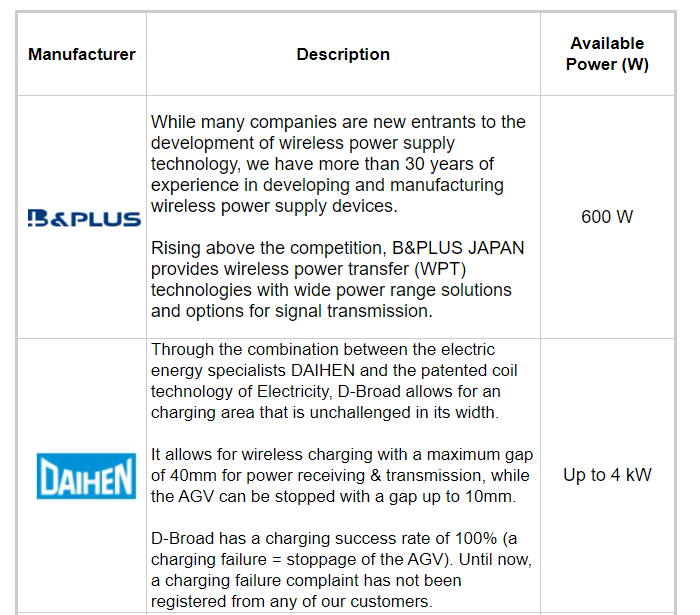 Manufacturer
Description
Available
Power (W)
B&PLUS
While many companies are new entrants to the
development of wireless power supply
technology, we have more than 30 years of
experience in developing and manufacturing
wireless power supply devices.
Rising above the competition, B&PLUS JAPAN
provides wireless power transfer (WPT)
technologies with wide power range solutions
and options for signal transmission.
600 W
DAIHEN
Through the combination between the electric
energy specialists DAIHEN and the patented coil
technology of Electricity, D-Broad allows for an
charging area that is unchallenged in its width.
It allows for wireless charging with a maximum gap
of 40mm for power receiving & transmission, while
the AGV can be stopped with a gap up to 10mm.
D-Broad has a charging success rate of 100% (a
charging failure = stoppage of the AGV). Until now,
a charging failure complaint has not been
registered from any of our customers.
Up to 4 kW